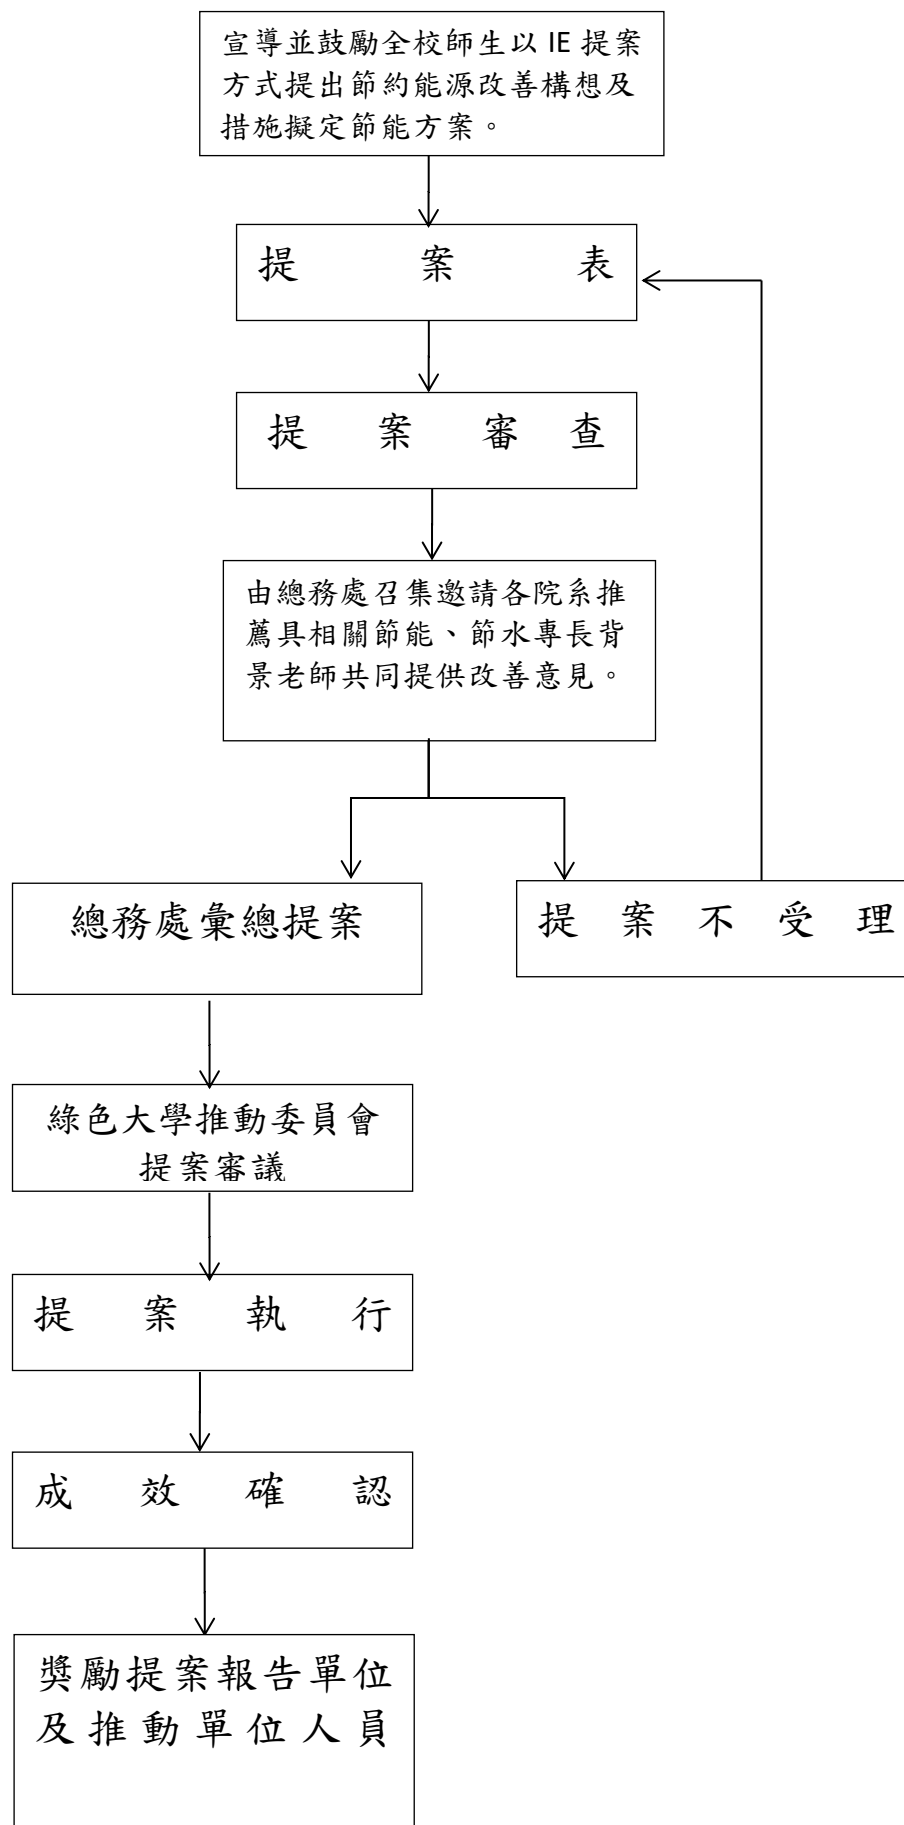 宣導並鼓勵全校師生以 IE 提案
方式提出節約能源改善構想及
措施擬定節能方案。
提案表
提案審查
由總務處召集邀請各院系推
薦具相關節能、節水專長背
景老師共同提供改善意見。
總務處彙總提案
提案不受理
綠色大學推動委員會
提案審議
提案執行
成效確認
獎勵提案報告單位
及推動單位人員